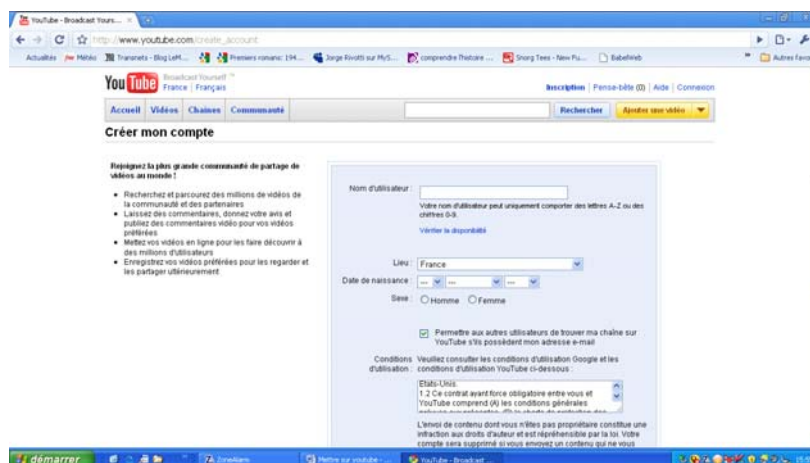 YouTube - Broadcast Yours...
http://www.youtube.com/create_account
Actualités
Météo
Transnets - Blog LeM...
Premiers romans: 194...
Jorge Rivotti sur MyS...
comprendre l'histoire ...
Snorg Tees - New Fu...
BabelWeb
Autres favoris
You Tube
Broadcast Yourself ™
France | Français
Inscription | Pense-bête (0) | Aide | Connexion
Accueil Vidéos Chaînes Communauté
Rechercher
Ajouter une vidéo
Créer mon compte
Rejoignez la plus grande communauté de partage de
vidéos au monde !
Recherchez et parcourez des millions de vidéos de
la communauté et des partenaires
Laissez des commentaires, donnez votre avis et
publiez des commentaires vidéo pour vos vidéos
préférées
Mettez vos vidéos en ligne pour les faire découvrir à
des millions d'utilisateurs
Enregistrez vos vidéos préférées pour les regarder et
les partager ultérieurement
Nom d'utilisateur :
Votre nom d'utilisateur peut uniquement comporter des lettres A-Z ou des
chiffres 0-9.
Vérifier la disponibilité
Lieu : France
Date de naissance : --- --- ---
Sexe : Homme Femme
Permettre aux autres utilisateurs de trouver ma chaîne sur
YouTube s'ils possèdent mon adresse e-mail
Conditions d'utilisation :
Veuillez consulter les conditions d'utilisation Google et les
conditions d'utilisation YouTube ci-dessous :
Etats-Unis.
1.2 Ce contrat ayant force obligatoire entre vous et
YouTube comprend (A) les conditions générales
L'envoi de contenu dont vous n'êtes pas propriétaire constitue une
infraction aux droits d'auteur et est répréhensible par la loi. Votre
compte sera supprimé si vous envoyez un contenu qui ne vous
démarrer
ZoneAlarm
Mettre sur youtube - ...
YouTube - Broadcast ...